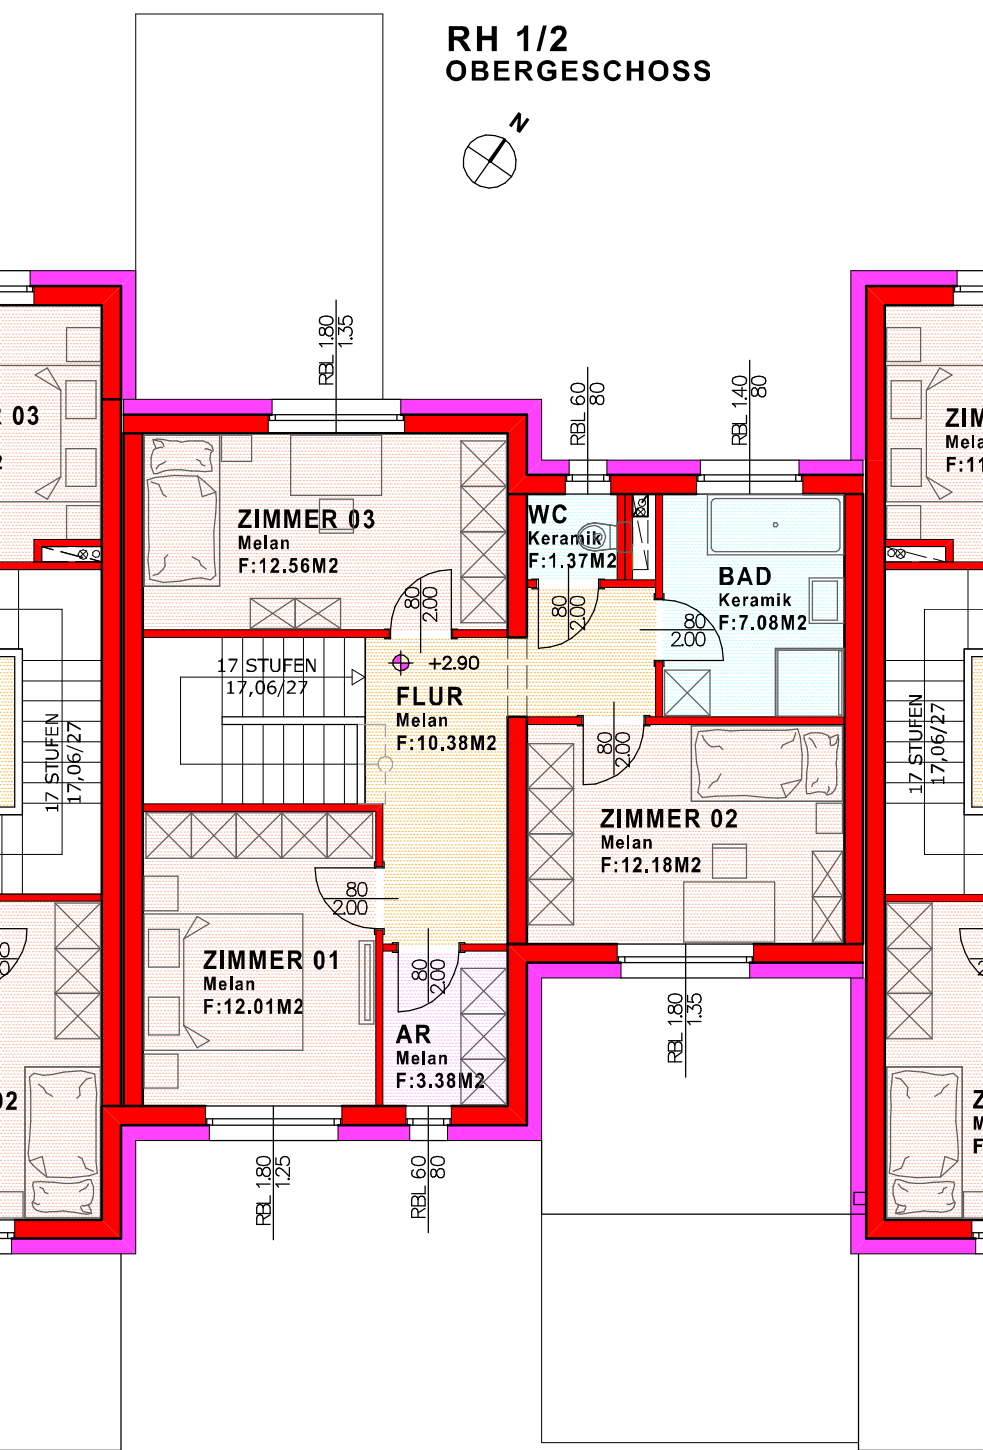 RH 1/2
OBERGESCHOSS
N
RBL 1.80
1.35
RBL 60
80
RBL 1.40
80
03
ZIMMER 03
Melan
F:12.56M2
WC
Keramik
F:1.37M2
BAD
Keramik
F:7.08M2
80
2.00
80
2.00
80
2.00
17 STUFEN
17,06/27
+2.90
FLUR
Melan
F:10.38M2
80
2.00
17 STUFEN
17,06/27
17 STUFEN
17,06/27
ZIMMER 02
Melan
F:12.18M2
80
2.00
ZIMMER 01
Melan
F:12.01M2
80
2.00
AR
Melan
F:3.38M2
RBL 1.80
1.35
RBL 1.80
1.25
RBL 60
80
02